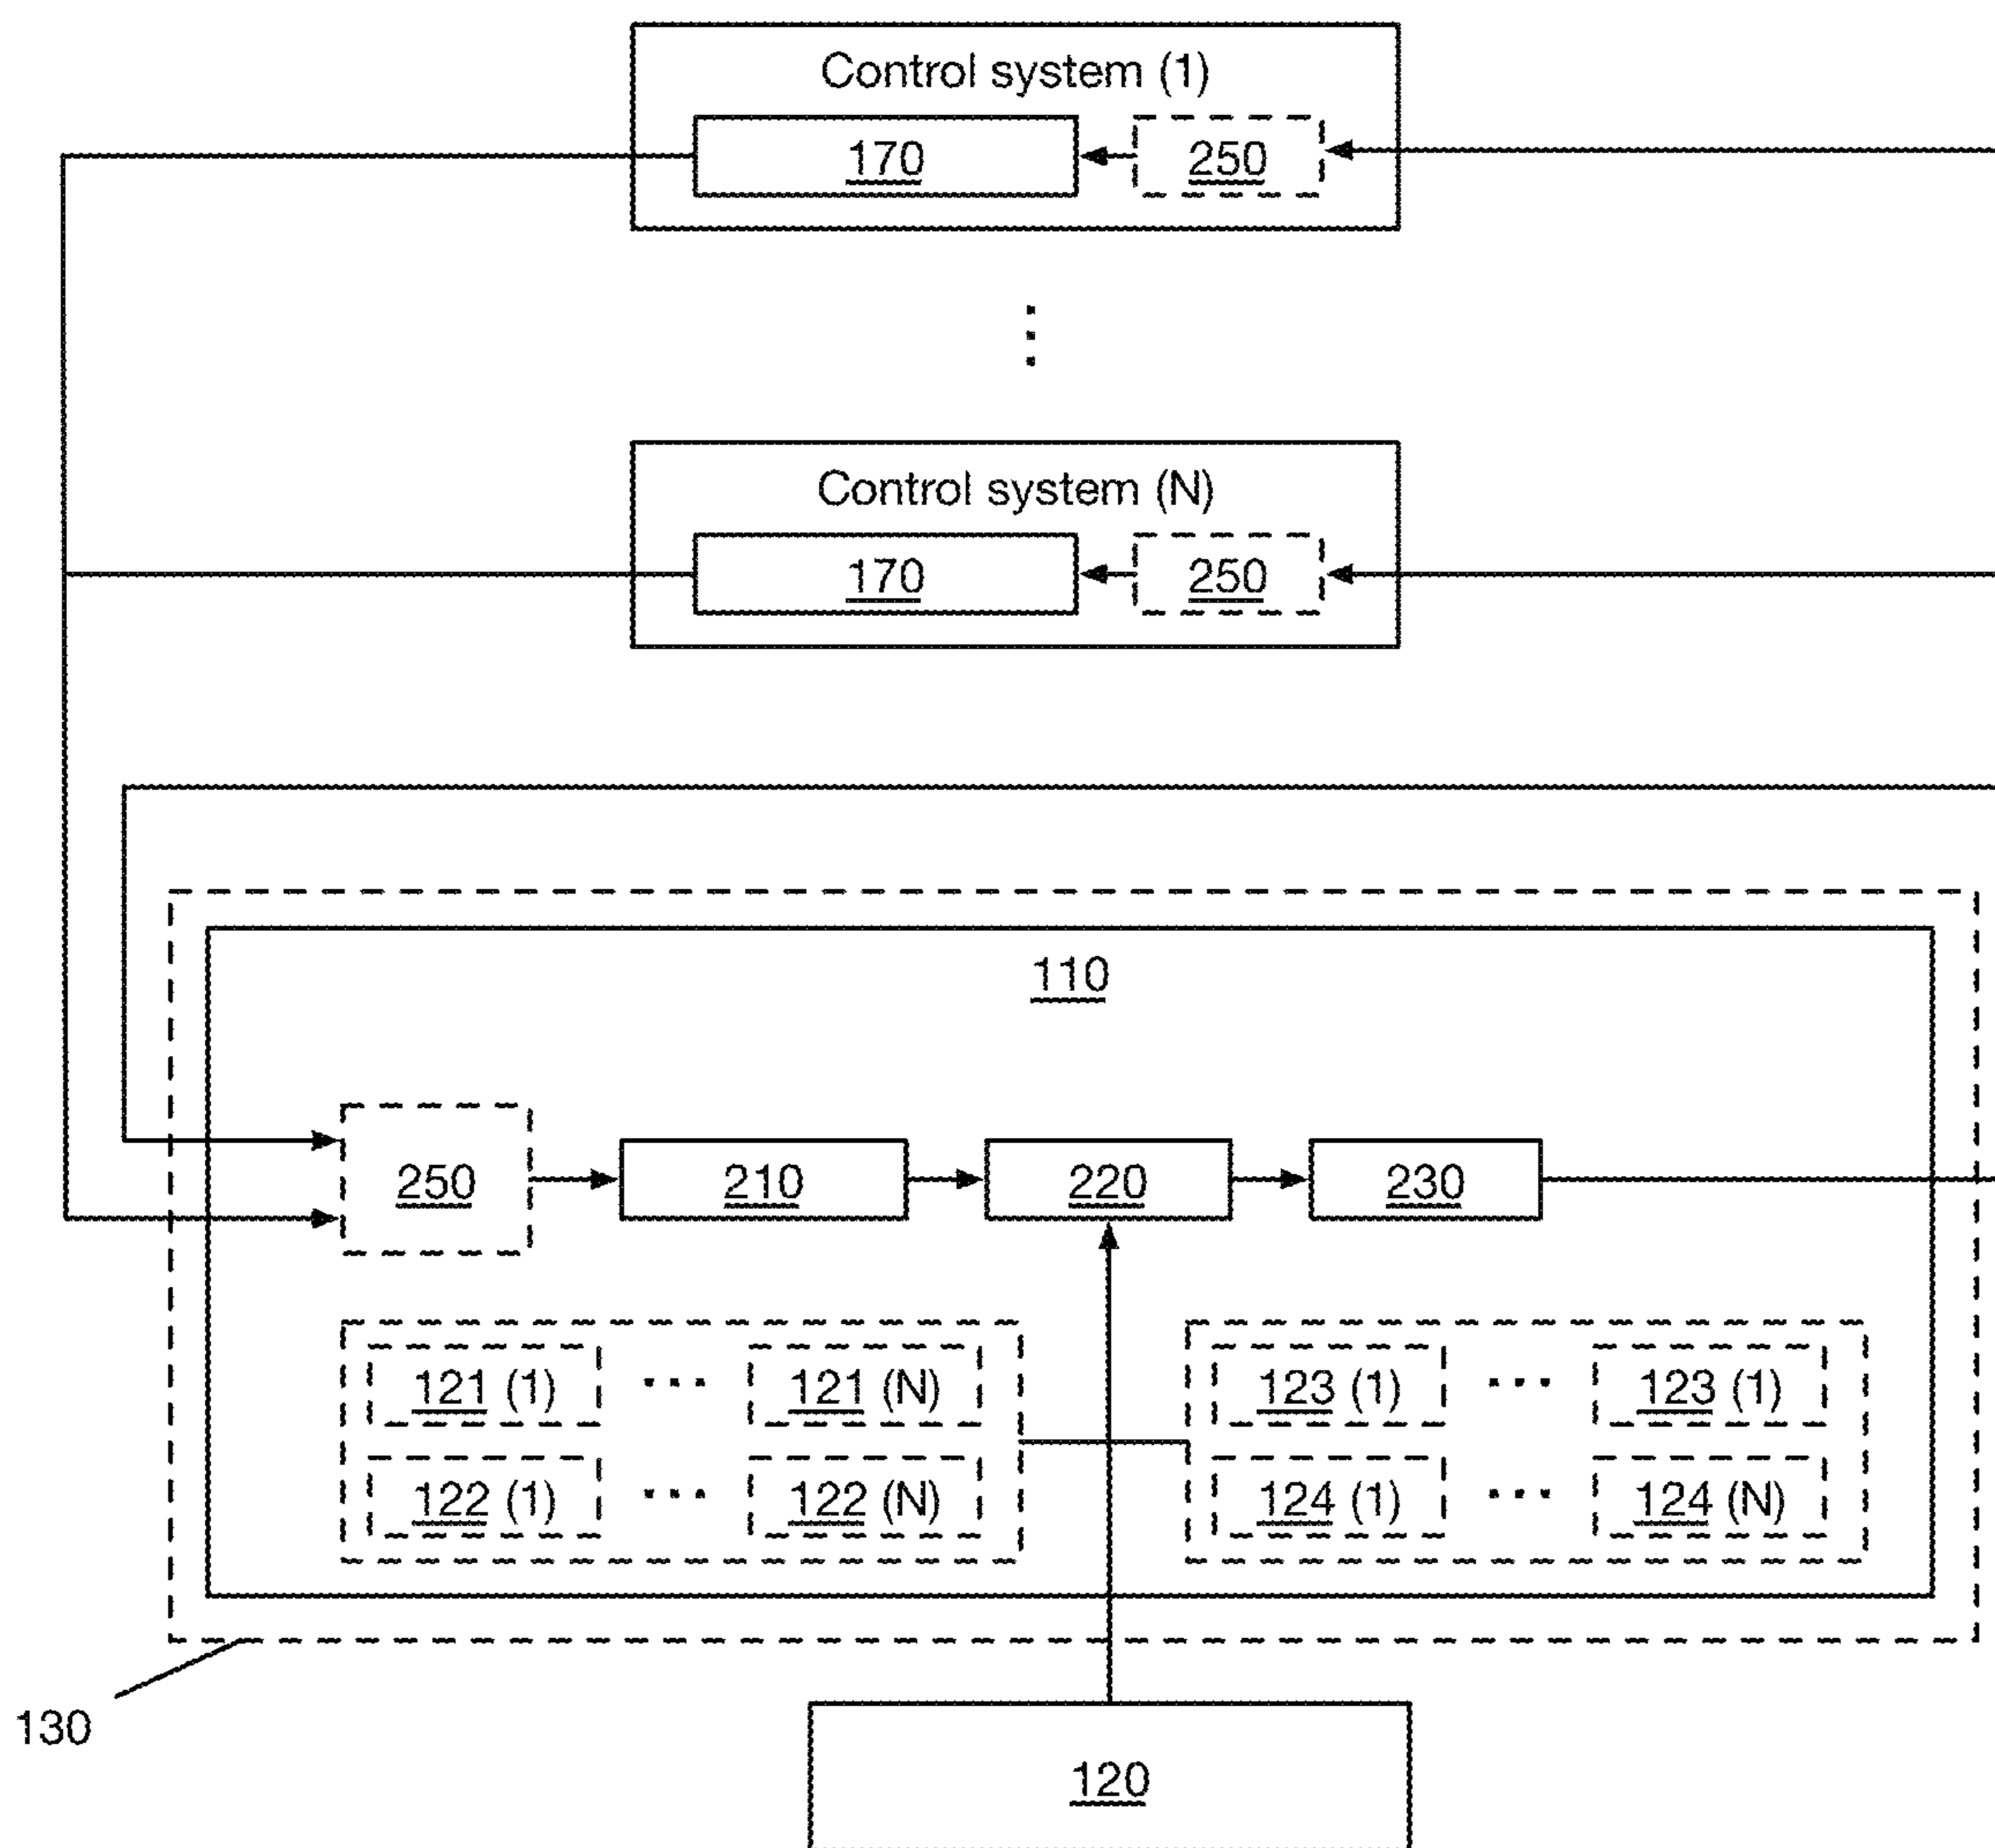 Control system (1)
170 250
Control system (N)
170 250
110
250 210 220 230
121 (1) ... 121 (N) 123 (1) ... 123 (1)
122 (1) ... 122 (N) 124 (1) ... 124 (N)
130
120